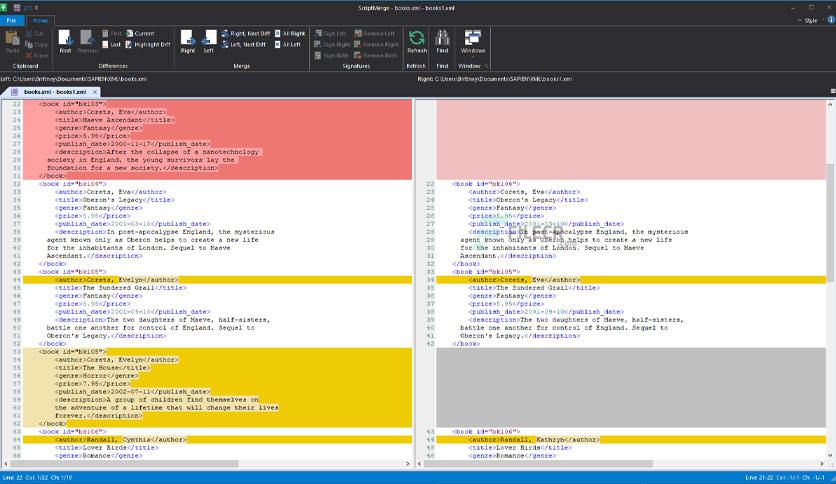 ScriptMerge - books.xml - books1.xml
File
Home
Style
Paste
Cut
Copy
Erase
Clipboard
Next
Previous
First
Last
Current
Highlight Diff
Differences
Right
Left
Right, Next Diff
Left, Next Diff
All Right
All Left
Merge
Sign Left
Sign Right
Sign Both
Remove Left
Remove Right
Remove Both
Signatures
Refresh
Refresh
Find
Find
Windows
Window
Left: C:\Users\Brittney\Documents\SAPIEN\XML\books.xml
Right: C:\Users\Brittney\Documents\SAPIEN\XML\books1.xml
books.xml - books1.xml
22 <book id="bk103">
23 <author>Corets, Eva</author>
24 <title>Maeve Ascendant</title>
25 <genre>Fantasy</genre>
26 <price>5.95</price>
27 <publish_date>2000-11-17</publish_date>
28 <description>After the collapse of a nanotechnology
29 society in England, the young survivors lay the
30 foundation for a new society.</description>
31 </book>
32 <book id="bk104">
33 <author>Corets, Eva</author>
34 <title>Oberon's Legacy</title>
35 <genre>Fantasy</genre>
36 <price>5.95</price>
37 <publish_date>2001-03-10</publish_date>
38 <description>In post-apocalypse England, the mysterious
39 agent known only as Oberon helps to create a new life
40 for the inhabitants of London. Sequel to Maeve
41 Ascendant.</description>
42 </book>
43 <book id="bk105">
44 <author>Corets, Evelyn</author>
45 <title>The Sundered Grail</title>
46 <genre>Fantasy</genre>
47 <price>5.95</price>
48 <publish_date>2001-09-10</publish_date>
49 <description>The two daughters of Maeve, half-sisters,
50 battle one another for control of England. Sequel to
51 Oberon's Legacy.</description>
52 </book>
53 <book id="bk105">
54 <author>Corets, Evelyn</author>
55 <title>The House</title>
56 <genre>Horror</genre>
57 <price>7.95</price>
58 <publish_date>2002-07-11</publish_date>
59 <description>A group of children find themselves on
60 the adventure of a lifetime that will change their lives
61 forever.</description>
62 </book>
63 <book id="bk106">
64 <author>Randall, Cynthia</author>
65 <title>Lover Birds</title>
66 <genre>Romance</genre>
22 <book id="bk104">
23 <author>Corets, Eva</author>
24 <title>Oberon's Legacy</title>
25 <genre>Fantasy</genre>
26 <price>5.95</price>
27 <publish_date>2001-03-10</publish_date>
28 <description>In post-apocalypse England, the mysterious
29 agent known only as Oberon helps to create a new life
30 for the inhabitants of London. Sequel to Maeve
31 Ascendant.</description>
32 </book>
33 <book id="bk105">
34 <author>Corets, Eva</author>
35 <title>The Sundered Grail</title>
36 <genre>Fantasy</genre>
37 <price>5.95</price>
38 <publish_date>2001-09-10</publish_date>
39 <description>The two daughters of Maeve, half-sisters,
40 battle one another for control of England. Sequel to
41 Oberon's Legacy.</description>
42 </book>
43 <book id="bk106">
44 <author>Randall, Kathryn</author>
45 <title>Lover Birds</title>
46 <genre>Romance</genre>
FILECR
Line: 22 Col: 1/22 Ch: 1/19
Line: 21-22 Col: -1/-1 Ch: -1/-1